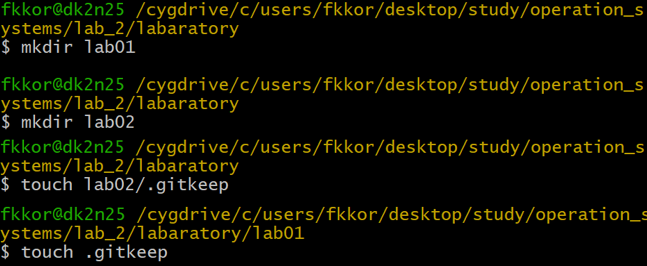 fkkor@dk2n25 /cygdrive/c/users/fkkor/desktop/study/operation_s
ystems/lab_2/labaratory
$ mkdir lab01
fkkor@dk2n25 /cygdrive/c/users/fkkor/desktop/study/operation_s
ystems/lab_2/labaratory
$ mkdir lab02
fkkor@dk2n25 /cygdrive/c/users/fkkor/desktop/study/operation_s
ystems/lab_2/labaratory
$ touch lab02/.gitkeep
fkkor@dk2n25 /cygdrive/c/users/fkkor/desktop/study/operation_s
ystems/lab_2/labaratory/lab01
$ touch .gitkeep